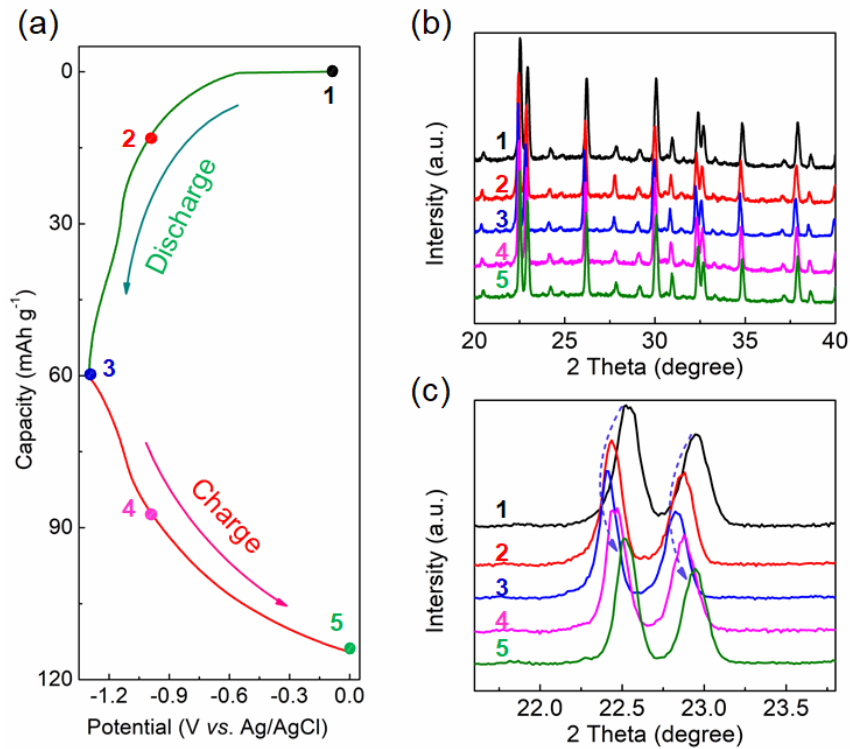 (a)
0
30
60
90
120
Capacity (mAh g⁻¹)
1
2
3
4
5
Discharge
Charge
-1.2 -0.9 -0.6 -0.3 0.0
Potential (V vs. Ag/AgCl)
(b)
Intersity (a.u.)
1
2
3
4
5
20 25 30 35 40
2 Theta (degree)
(c)
Intersity (a.u.)
1
2
3
4
5
22.0 22.5 23.0 23.5
2 Theta (degree)